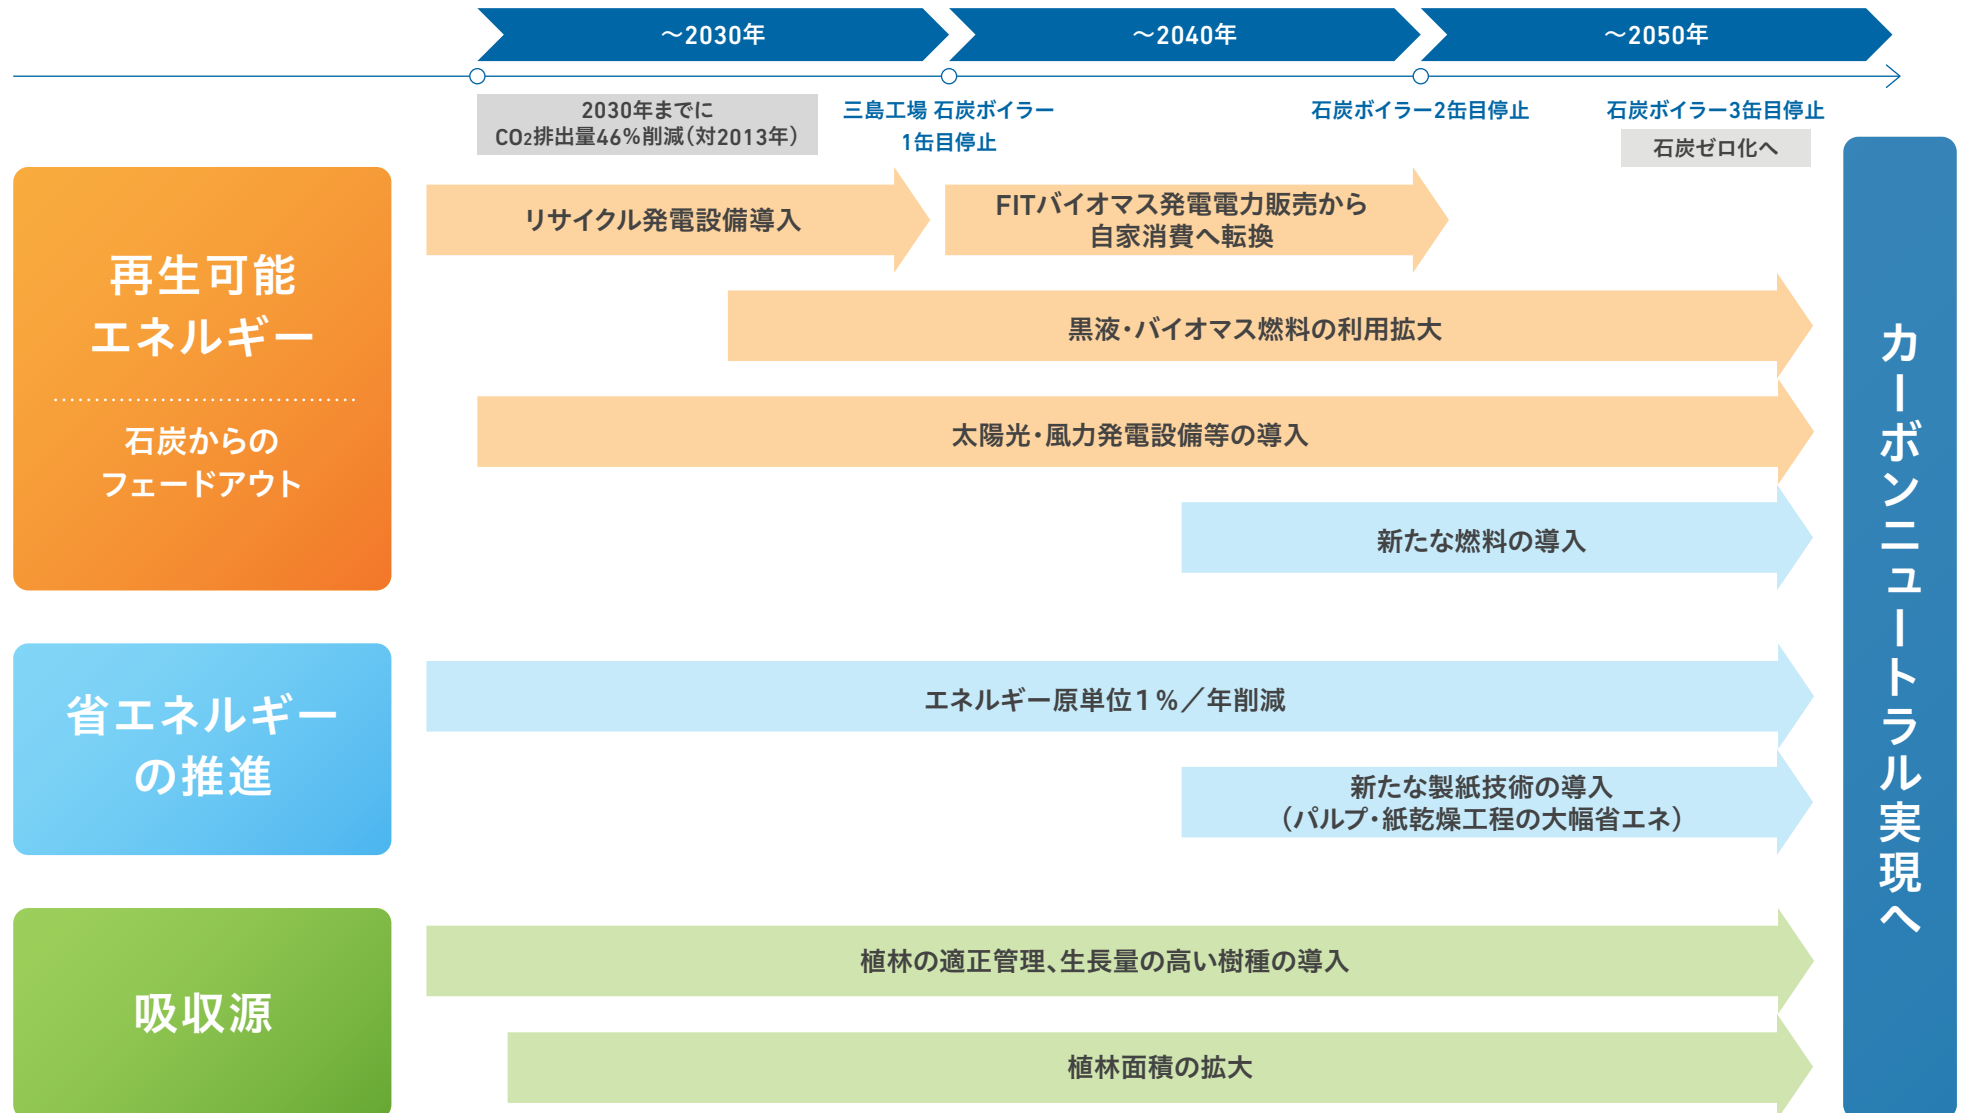 ～2030年
～2040年
～2050年
2030年までに
CO2排出量46％削減（対2013年）
三島工場 石炭ボイラー
1缶目停止
石炭ボイラー2缶目停止
石炭ボイラー3缶目停止
石炭ゼロ化へ
再生可能
エネルギー
石炭からの
フェードアウト
リサイクル発電設備導入
FITバイオマス発電電力販売から
自家消費へ転換
黒液・バイオマス燃料の利用拡大
太陽光・風力発電設備等の導入
新たな燃料の導入
省エネルギー
の推進
エネルギー原単位1％／年削減
新たな製紙技術の導入
（パルプ・紙乾燥工程の大幅省エネ）
吸収源
植林の適正管理、生長量の高い樹種の導入
植林面積の拡大
カーボンニュートラル実現へ